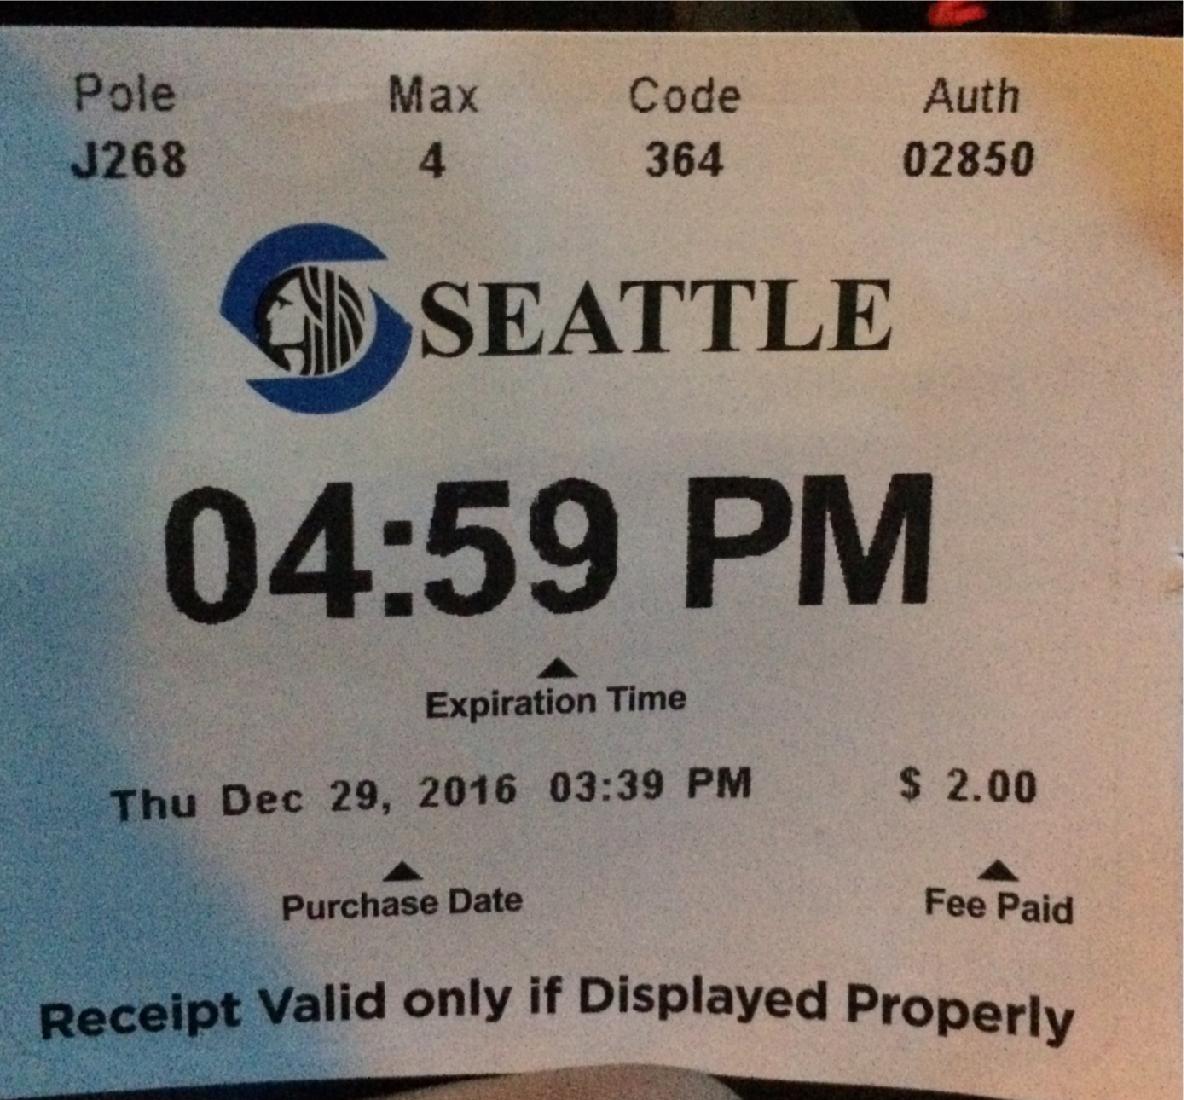 Pole Max Code Auth
J268 4 364 02850
SEATTLE
04:59 PM
Expiration Time
Thu Dec 29, 2016 03:39 PM $ 2.00
Purchase Date Fee Paid
Receipt Valid only if Displayed Properly